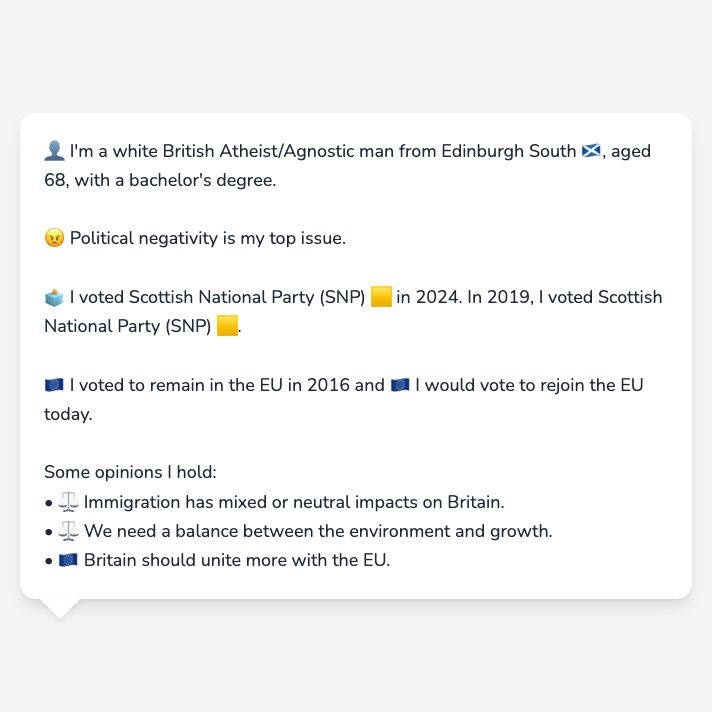 👤 I'm a white British Atheist/Agnostic man from Edinburgh South 🏴󠁧󠁢󠁳󠁣󠁴󠁿, aged
68, with a bachelor's degree.
😠 Political negativity is my top issue.
🗳️ I voted Scottish National Party (SNP) 🟨 in 2024. In 2019, I voted Scottish
National Party (SNP) 🟨.
🇪🇺 I voted to remain in the EU in 2016 and 🇪🇺 I would vote to rejoin the EU
today.
Some opinions I hold:
• ⚖️ Immigration has mixed or neutral impacts on Britain.
• ⚖️ We need a balance between the environment and growth.
• 🇪🇺 Britain should unite more with the EU.